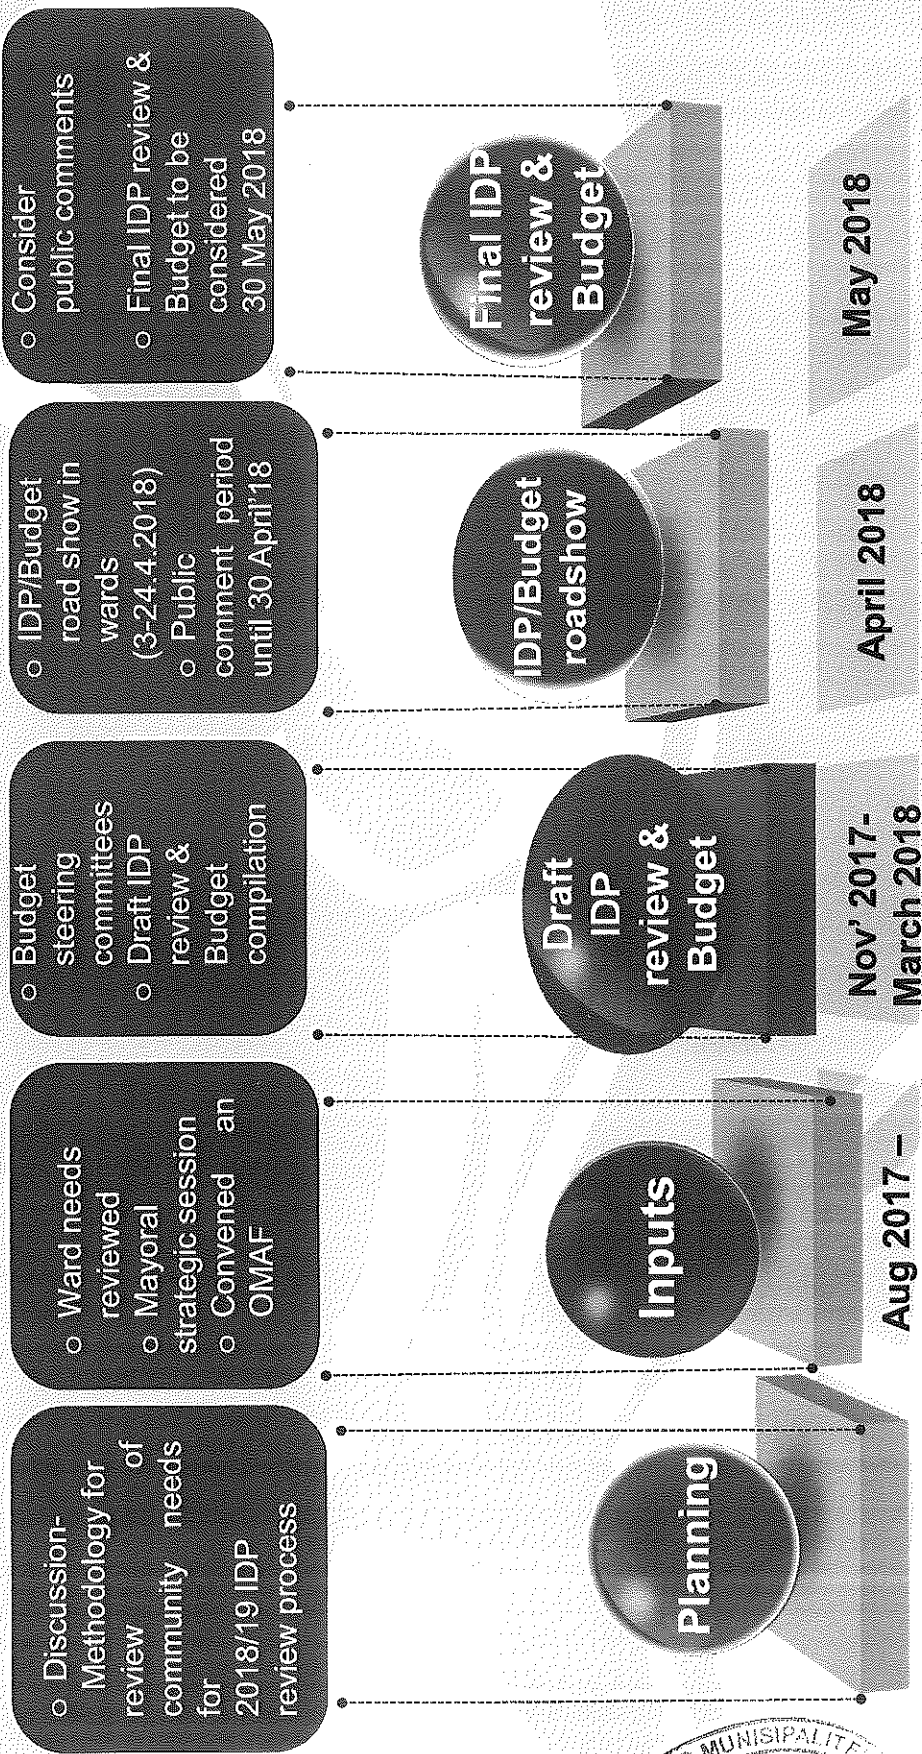 o Discussion-
Methodology for
review of
community needs
for
2018/19 IDP
review process
Planning
o Ward needs
reviewed
o Mayoral
strategic session
o Convened an
OMAF
Inputs
Aug 2017 –
o Budget
steering
committees
o Draft IDP
review &
Budget
compilation
Draft
IDP
review &
Budget
Nov' 2017-
March 2018
o IDP/Budget
road show in
wards
(3-24.4.2018)
o Public
comment period
until 30 April'18
IDP/Budget
roadshow
April 2018
o Consider
public comments
o Final IDP review &
Budget to be
considered
30 May 2018
Final IDP
review &
Budget
May 2018